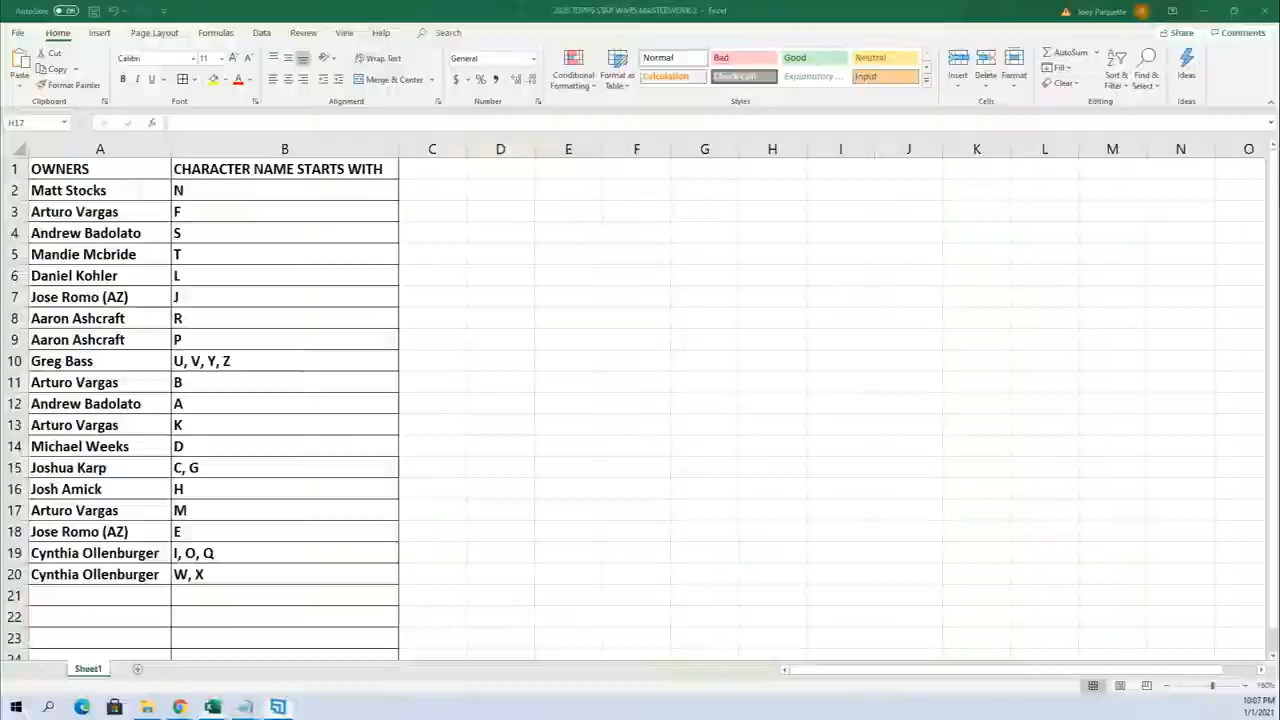 AutoSave Off 2020 TOPPS STAR WARS MASTERWORK 2 - Excel Joey Parquette
File Home Insert Page Layout Formulas Data Review View Help Search Share Comments
Paste Cut Copy Format Painter Calibri 11 Wrap Text General Conditional Formatting Format as Table Normal Bad Good Neutral Insert Delete Format AutoSum Fill Clear Sort & Filter Find & Select Ideas
B I U Merge & Center $ % Calculation Check Cell Explanatory ... Input
Clipboard Font Alignment Number Styles Cells Editing Ideas
H17 fx
A B C D E F G H I J K L M N O
1 OWNERS CHARACTER NAME STARTS WITH
2 Matt Stocks N
3 Arturo Vargas F
4 Andrew Badolato S
5 Mandie Mcbride T
6 Daniel Kohler L
7 Jose Romo (AZ) J
8 Aaron Ashcraft R
9 Aaron Ashcraft P
10 Greg Bass U, V, Y, Z
11 Arturo Vargas B
12 Andrew Badolato A
13 Arturo Vargas K
14 Michael Weeks D
15 Joshua Karp C, G
16 Josh Amick H
17 Arturo Vargas M
18 Jose Romo (AZ) E
19 Cynthia Ollenburger I, O, Q
20 Cynthia Ollenburger W, X
21
22
23
24
Sheet1
160%
10:07 PM
1/1/2021